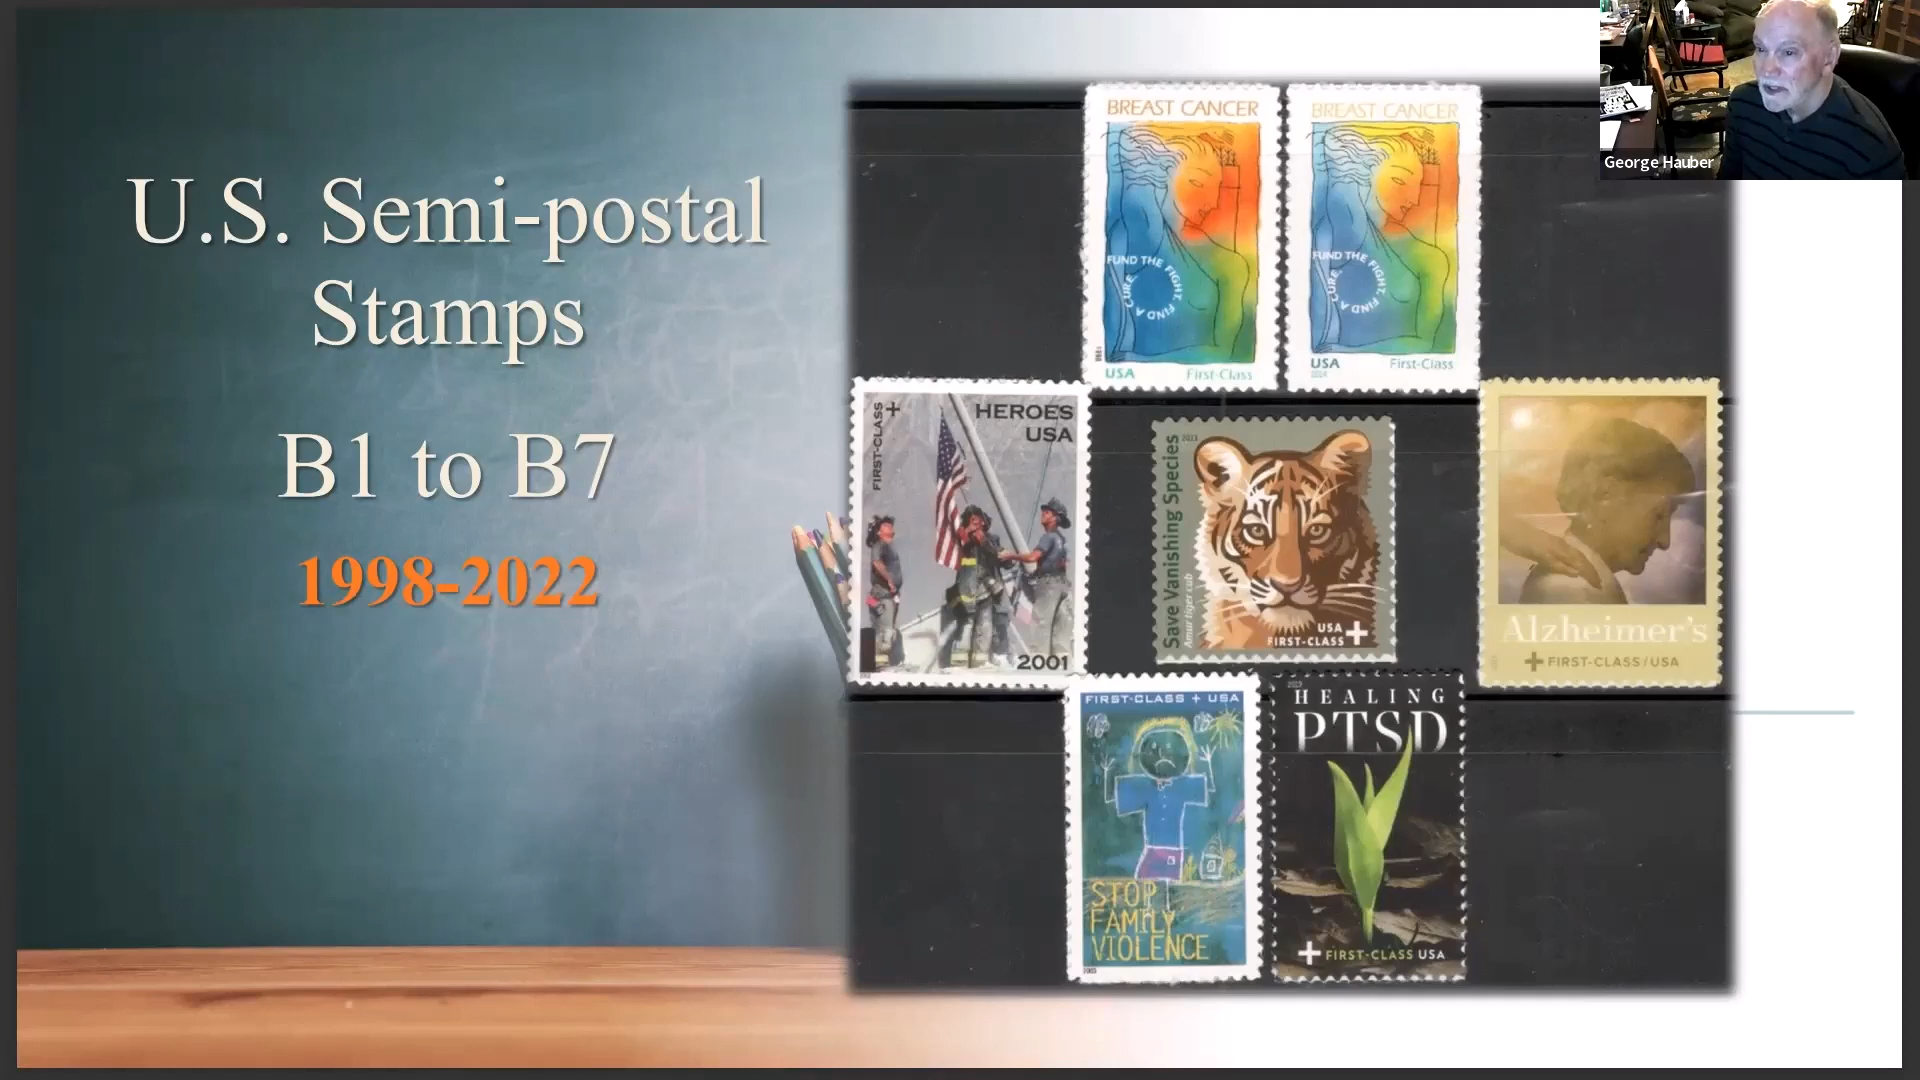 U.S. Semi-postal
Stamps
B1 to B7
1998-2022
George Hauber
BREAST CANCER
FUND THE FIGHT. FIND A CURE.
1998
USA First-Class
BREAST CANCER
FUND THE FIGHT. FIND A CURE.
USA First-Class
2014
FIRST-CLASS+
HEROES
USA
2001
Save Vanishing Species
Amur tiger cub
USA
FIRST-CLASS+
Alzheimer's
+FIRST-CLASS/USA
FIRST-CLASS + USA
STOP
FAMILY
VIOLENCE
2003
HEALING
PTSD
+FIRST-CLASS USA